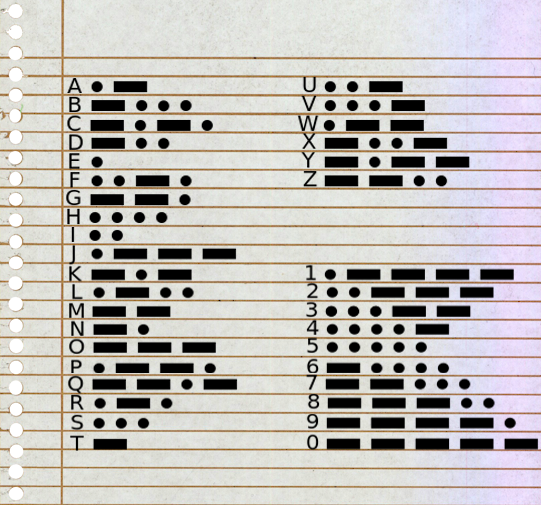 A ● ▬
B ▬ ● ● ●
C ▬ ● ▬ ●
D ▬ ● ●
E ●
F ● ● ▬ ●
G ▬ ▬ ●
H ● ● ● ●
I ● ●
J ● ▬ ▬ ▬
K ▬ ● ▬
L ● ▬ ● ●
M ▬ ▬
N ▬ ●
O ▬ ▬ ▬
P ● ▬ ▬ ●
Q ▬ ▬ ● ▬
R ● ▬ ●
S ● ● ●
T ▬
U ● ● ▬
V ● ● ● ▬
W ● ▬ ▬
X ▬ ● ● ▬
Y ▬ ● ▬ ▬
Z ▬ ▬ ● ●
1 ● ▬ ▬ ▬ ▬
2 ● ● ▬ ▬ ▬
3 ● ● ● ▬ ▬
4 ● ● ● ● ▬
5 ● ● ● ● ●
6 ▬ ● ● ● ●
7 ▬ ▬ ● ● ●
8 ▬ ▬ ▬ ● ●
9 ▬ ▬ ▬ ▬ ●
0 ▬ ▬ ▬ ▬ ▬